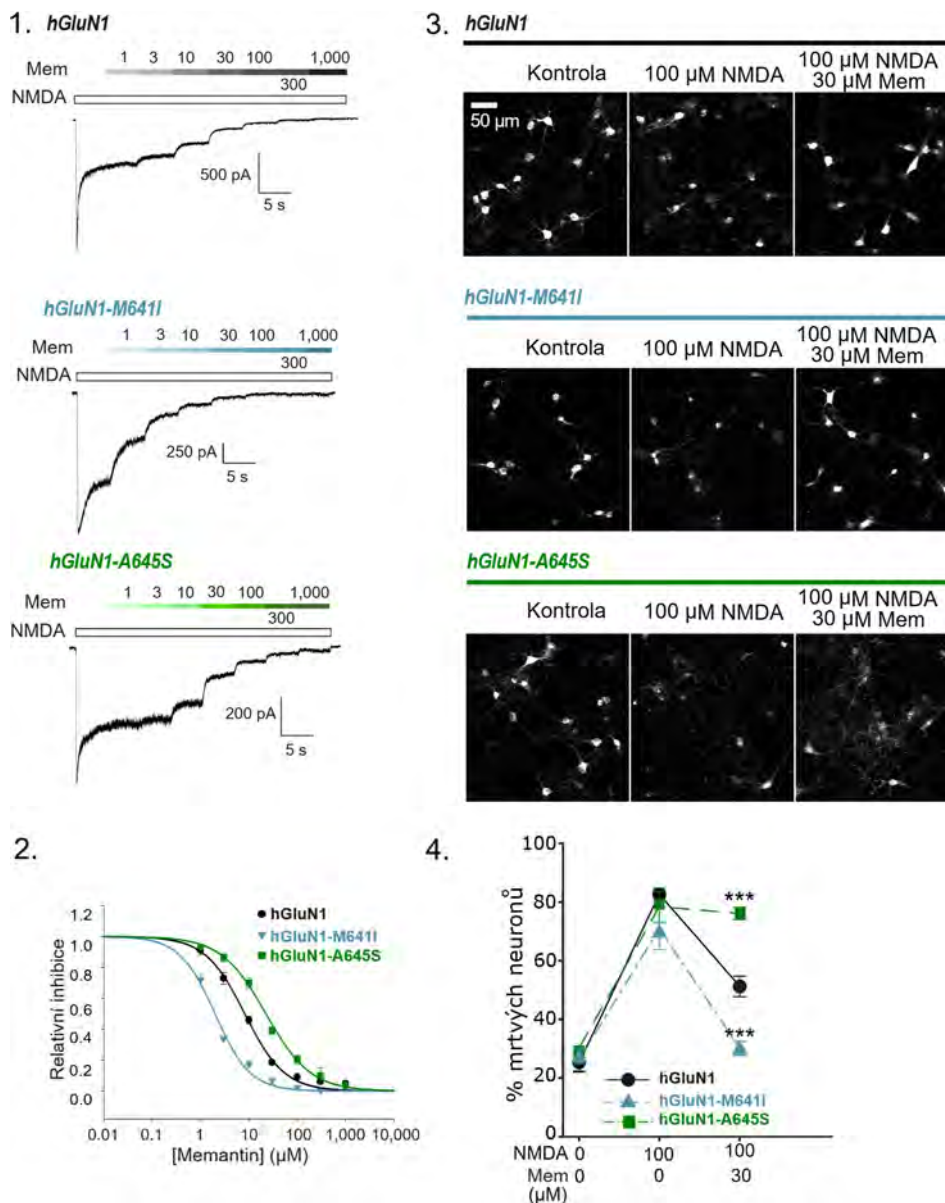 1.
hGluN1
1 3 10 30 100 1,000
Mem
300
NMDA
500 pA
5 s
hGluN1-M641I
1 3 10 30 100 1,000
Mem
300
NMDA
250 pA
5 s
hGluN1-A645S
1 3 10 30 100 1,000
Mem
300
NMDA
200 pA
5 s
3.
hGluN1
Kontrola 100 µM NMDA 100 µM NMDA
30 µM Mem
50 µm
hGluN1-M641I
Kontrola 100 µM NMDA 100 µM NMDA
30 µM Mem
hGluN1-A645S
Kontrola 100 µM NMDA 100 µM NMDA
30 µM Mem
2.
Relativní inhibice
1.2
1.0
0.8
0.6
0.4
1.2
0.0
hGluN1
hGluN1-M641I
hGluN1-A645S
0.01 0.1 1 10 100 1,000 10,000
[Memantin] (µM)
4.
% mrtvých neuronů
100
80
60
40
20
0
***
***
hGluN1
hGluN1-M641I
hGluN1-A645S
NMDA 0 100 100
Mem 0 0 30
(µM)